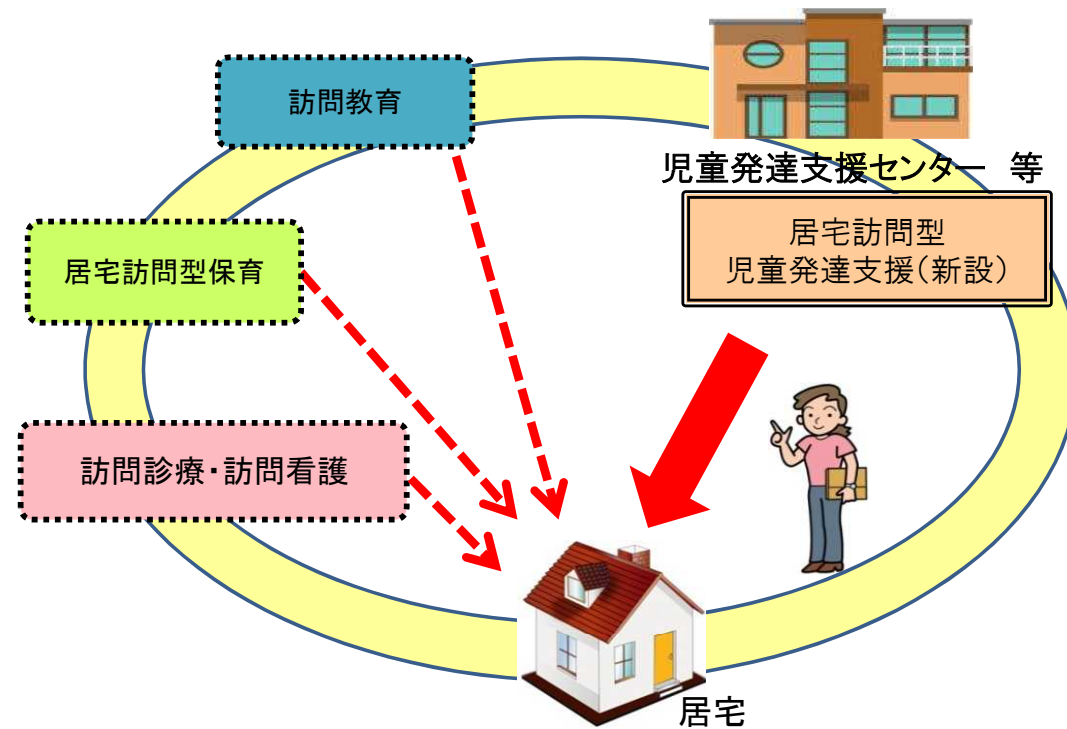 訪問教育
児童発達支援センター 等
居宅訪問型
児童発達支援(新設)
居宅訪問型保育
訪問診療・訪問看護
居宅